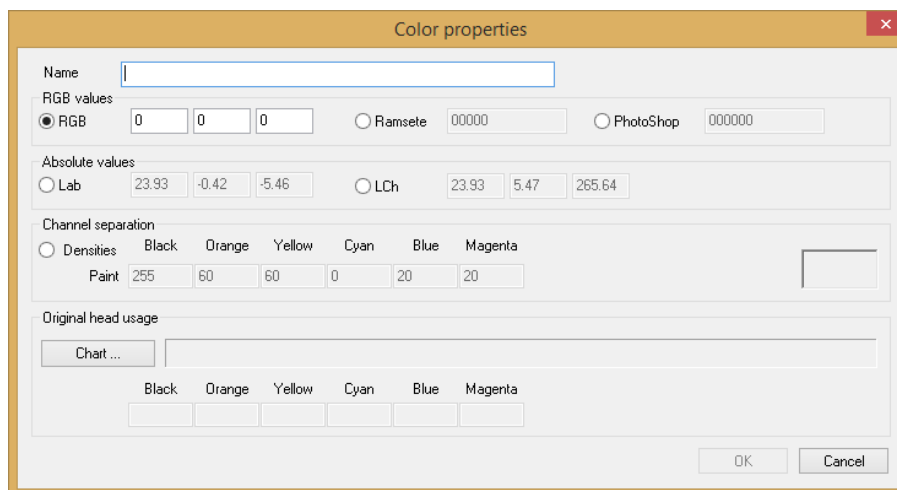 Color properties
×
Name
RGB values
RGB 0 0 0 Ramsete 00000 PhotoShop 000000
Absolute values
Lab 23.93 -0.42 -5.46 LCh 23.93 5.47 265.64
Channel separation
Densities Black Orange Yellow Cyan Blue Magenta
Paint 255 60 60 0 20 20
Original head usage
Chart ...
Black Orange Yellow Cyan Blue Magenta
OK Cancel